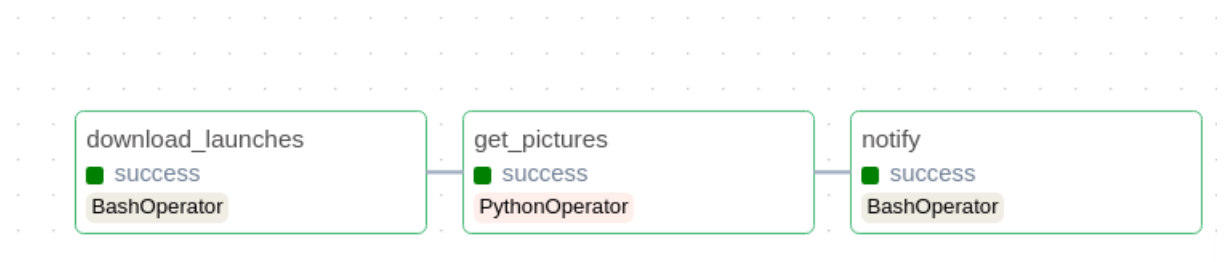 download_launches
success
BashOperator
get_pictures
success
PythonOperator
notify
success
BashOperator